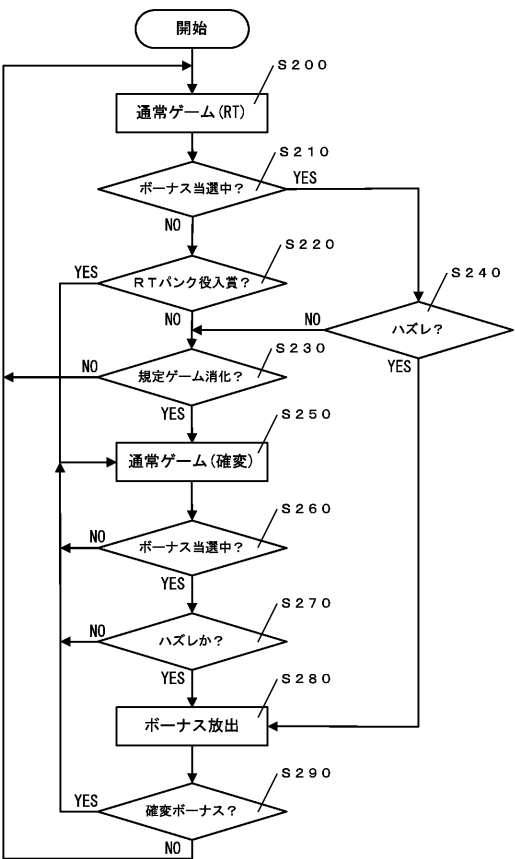 開始
S200
通常ゲーム(RT)
S210
ボーナス当選中?
YES
NO
S220
YES
RTパンク役入賞?
S240
NO
NO
ハズレ?
S230
NO
規定ゲーム消化?
YES
YES
S250
通常ゲーム(確変)
S260
NO
ボーナス当選中?
YES
S270
NO
ハズレか?
YES
S280
ボーナス放出
S290
YES
確変ボーナス?
NO